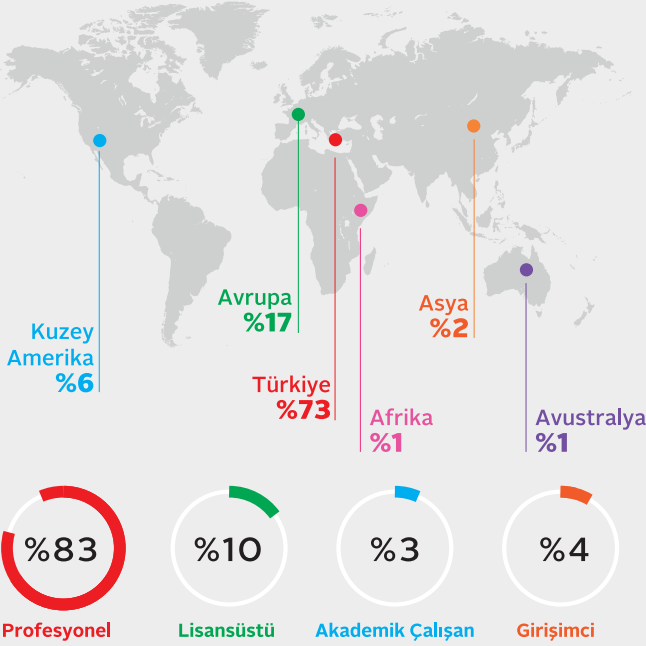 Kuzey
Amerika
%6
Avrupa
%17
Türkiye
%73
Afrika
%1
Asya
%2
Avustralya
%1
%83
Profesyonel
%10
Lisansüstü
%3
Akademik Çalışan
%4
Girişimci